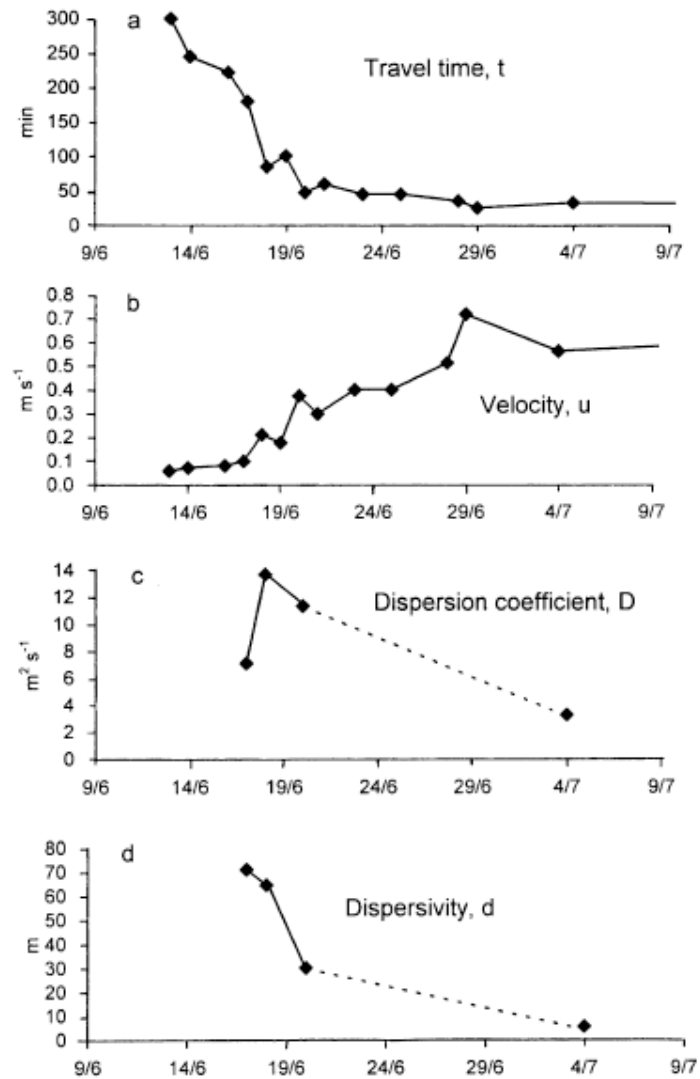 a
Travel time, t
min
300
250
200
150
100
50
0
9/6 14/6 19/6 24/6 29/6 4/7 9/7
b
Velocity, u
m s⁻¹
0.8
0.7
0.6
0.5
0.4
0.3
0.2
0.1
0.0
9/6 14/6 19/6 24/6 29/6 4/7 9/7
c
Dispersion coefficient, D
m² s⁻¹
14
12
10
8
6
4
2
0
9/6 14/6 19/6 24/6 29/6 4/7 9/7
d
Dispersivity, d
m
80
70
60
50
40
30
20
10
0
9/6 14/6 19/6 24/6 29/6 4/7 9/7